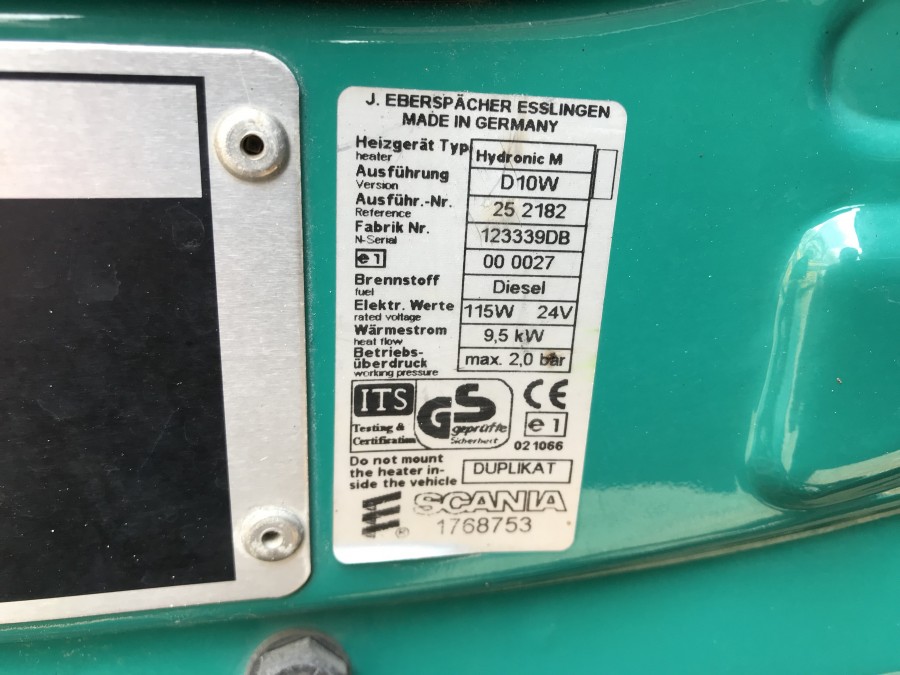 J. EBERSPÄCHER ESSLINGEN
MADE IN GERMANY
Heizgerät Typ Hydronic M
heater
Ausführung D10W
Version
Ausführ.-Nr. 25 2182
Reference
Fabrik Nr. 123339DB
N-Serial
e1 00 0027
Brennstoff Diesel
fuel
Elektr. Werte 115W 24V
rated voltage
Wärmestrom 9,5 kW
heat flow
Betriebs-
überdruck max. 2,0 bar
working pressure
ITS GS CE
Testing & geprüfte e1
Certification Sicherheit 021066
Do not mount
the heater in- DUPLIKAT
side the vehicle
® SCANIA
1768753